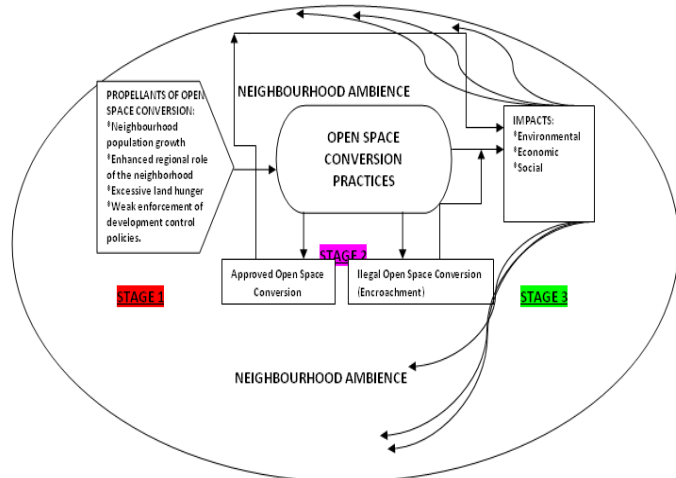 PROPELLANTS OF OPEN
SPACE CONVERSION:
*Neighbourhood
population growth
*Enhanced regional role
of the neighborhood
*Excessive land hunger
*Weak enforcement of
development control
policies.
NEIGHBOURHOOD AMBIENCE
OPEN SPACE
CONVERSION
PRACTICES
IMPACTS:
*Environmental
*Economic
*Social
STAGE 2
Approved Open Space
Conversion
Illegal Open Space Conversion
(Encroachment)
STAGE 1
STAGE 3
NEIGHBOURHOOD AMBIENCE